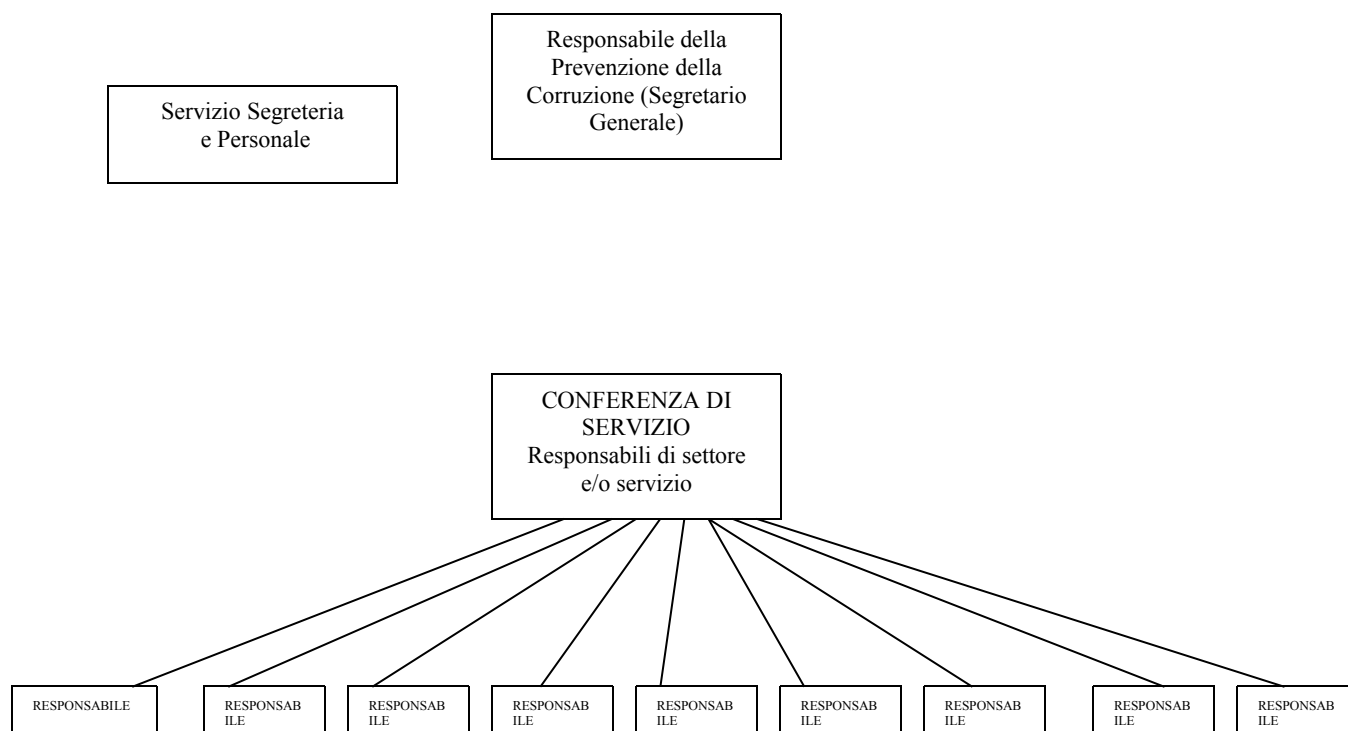 Responsabile della
Prevenzione della
Corruzione (Segretario
Generale)
Servizio Segreteria
e Personale
CONFERENZA DI
SERVIZIO
Responsabili di settore
e/o servizio
RESPONSABILE
RESPONSAB
ILE
RESPONSAB
ILE
RESPONSAB
ILE
RESPONSAB
ILE
RESPONSAB
ILE
RESPONSAB
ILE
RESPONSAB
ILE
RESPONSAB
ILE